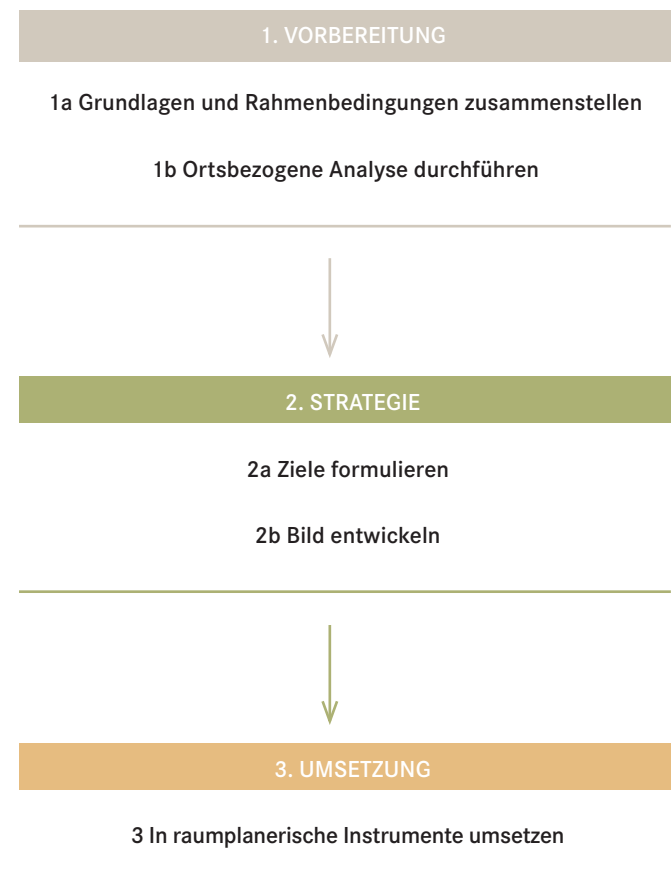 1. VORBEREITUNG
1a Grundlagen und Rahmenbedingungen zusammenstellen
1b Ortsbezogene Analyse durchführen
2. STRATEGIE
2a Ziele formulieren
2b Bild entwickeln
3. UMSETZUNG
3 In raumplanerische Instrumente umsetzen